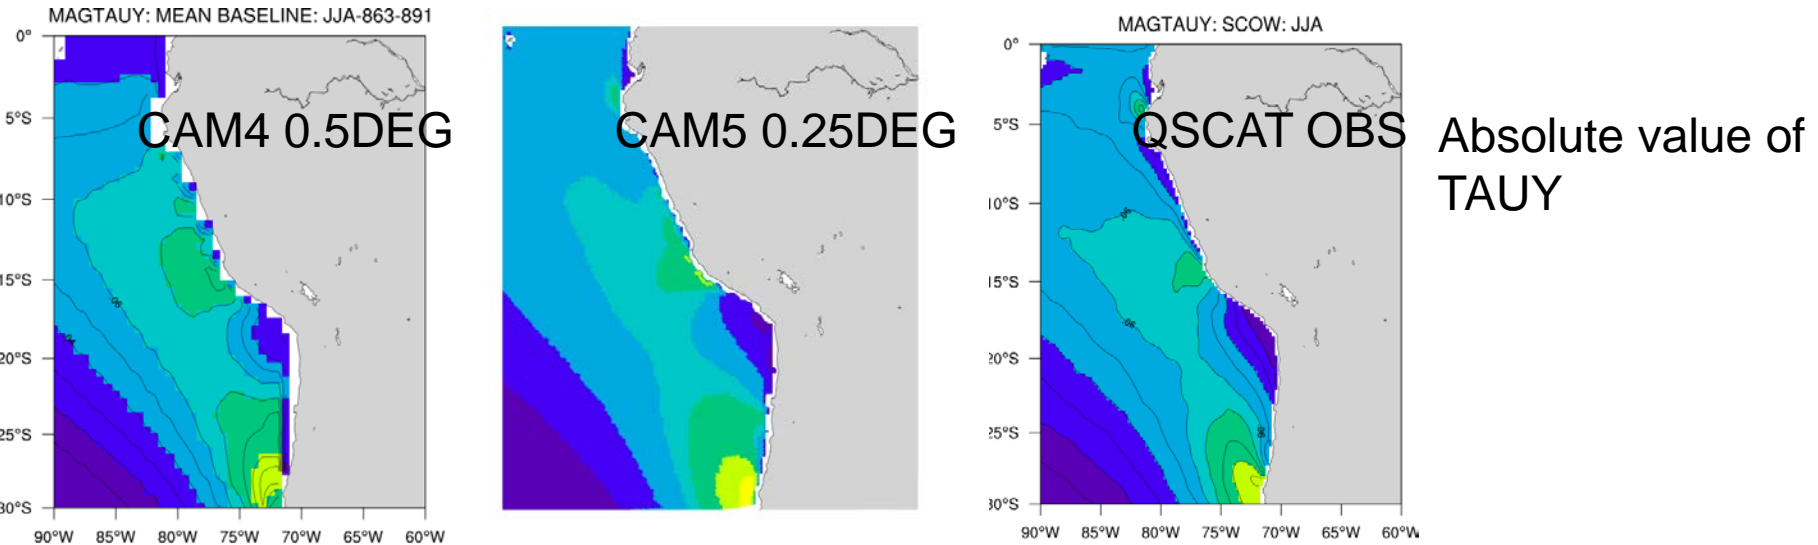 MAGTAUY: MEAN BASELINE: JJA-863-891
0°
5°S
10°S
15°S
20°S
25°S
30°S
90°W 85°W 80°W 75°W 70°W 65°W 60°W
CAM4 0.5DEG
CAM5 0.25DEG
MAGTAUY: SCOW: JJA
0°
5°S
10°S
15°S
20°S
25°S
30°S
90°W 85°W 80°W 75°W 70°W 65°W 60°W
QSCAT OBS
Absolute value of
TAUY